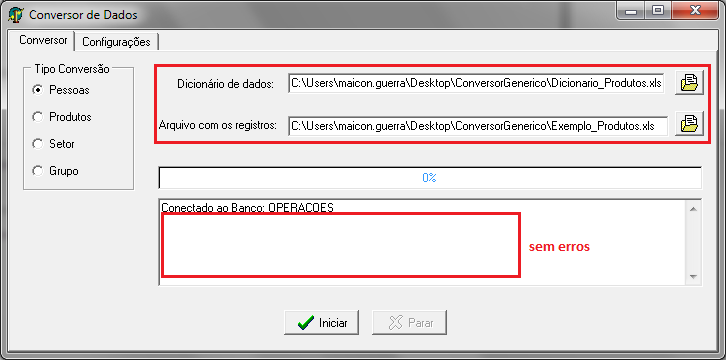 Conversor de Dados
Conversor
Configurações
Tipo Conversão
Pessoas
Produtos
Setor
Grupo
Dicionário de dados:
C:\Users\maicon.guerra\Desktop\ConversorGenerico\Dicionario_Produtos.xls
Arquivo com os registros:
C:\Users\maicon.guerra\Desktop\ConversorGenerico\Exemplo_Produtos.xls
0%
Conectado ao Banco: OPERACOES
sem erros
Iniciar
Parar